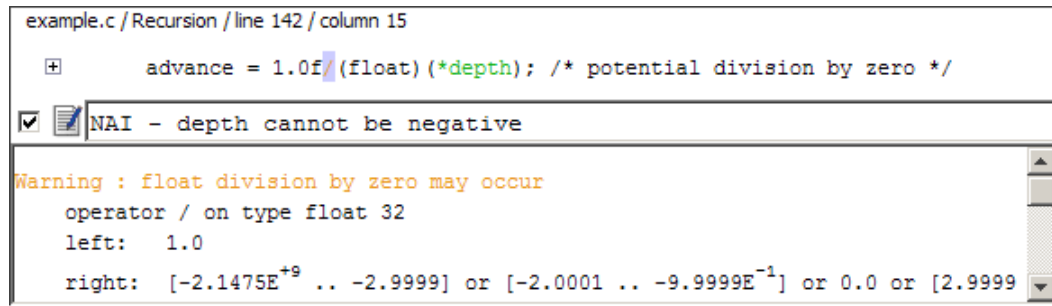 example.c / Recursion / line 142 / column 15
advance = 1.0f/(float)(*depth); /* potential division by zero */
NAI - depth cannot be negative
Warning : float division by zero may occur
operator / on type float 32
left: 1.0
right: [-2.1475E+9 .. -2.9999] or [-2.0001 .. -9.9999E-1] or 0.0 or [2.9999